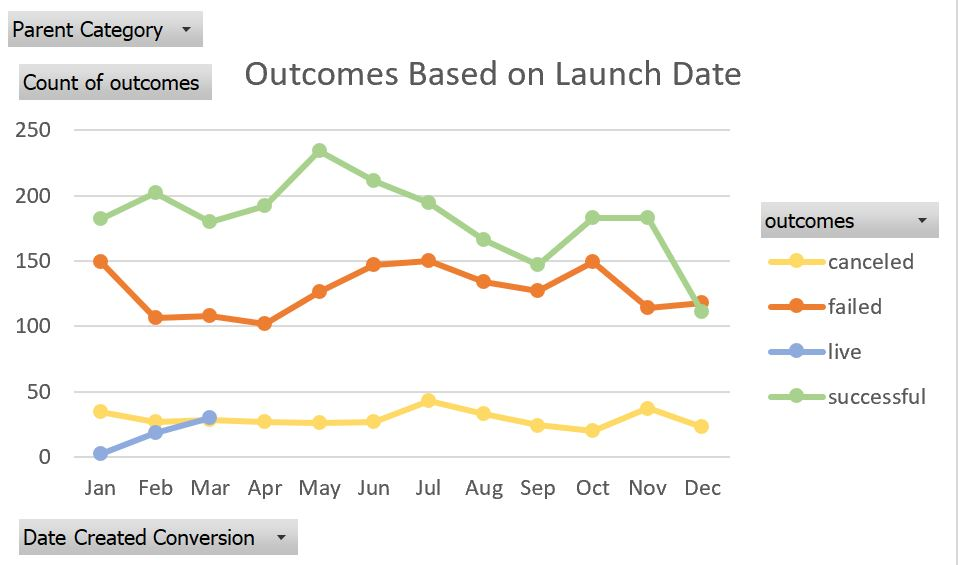 Parent Category
Count of outcomes
Outcomes Based on Launch Date
250
200
150
100
50
0
Jan Feb Mar Apr May Jun Jul Aug Sep Oct Nov Dec
outcomes
canceled
failed
live
successful
Date Created Conversion